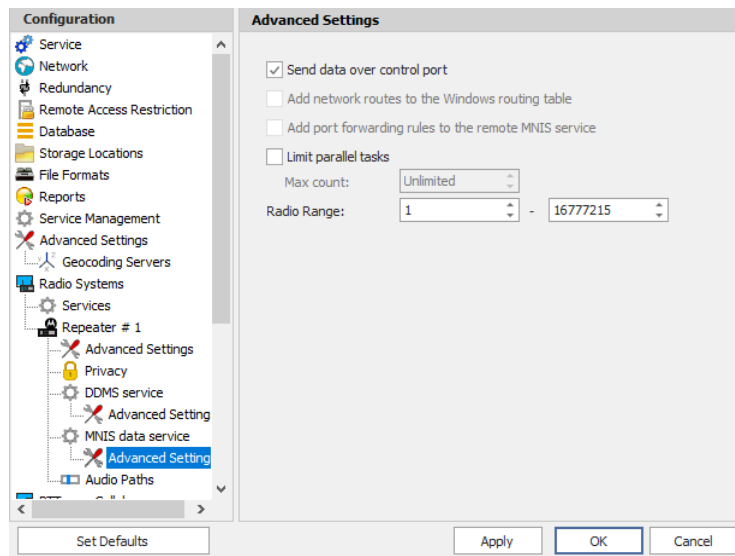 Configuration
Service
Network
Redundancy
Remote Access Restriction
Database
Storage Locations
File Formats
Reports
Service Management
Advanced Settings
Geocoding Servers
Radio Systems
Services
Repeater # 1
Advanced Settings
Privacy
DDMS service
Advanced Setting
MNIS data service
Advanced Setting
Audio Paths
Set Defaults
Advanced Settings
Send data over control port
Add network routes to the Windows routing table
Add port forwarding rules to the remote MNIS service
Limit parallel tasks
Max count: Unlimited
Radio Range: 1 - 16777215
Apply OK Cancel